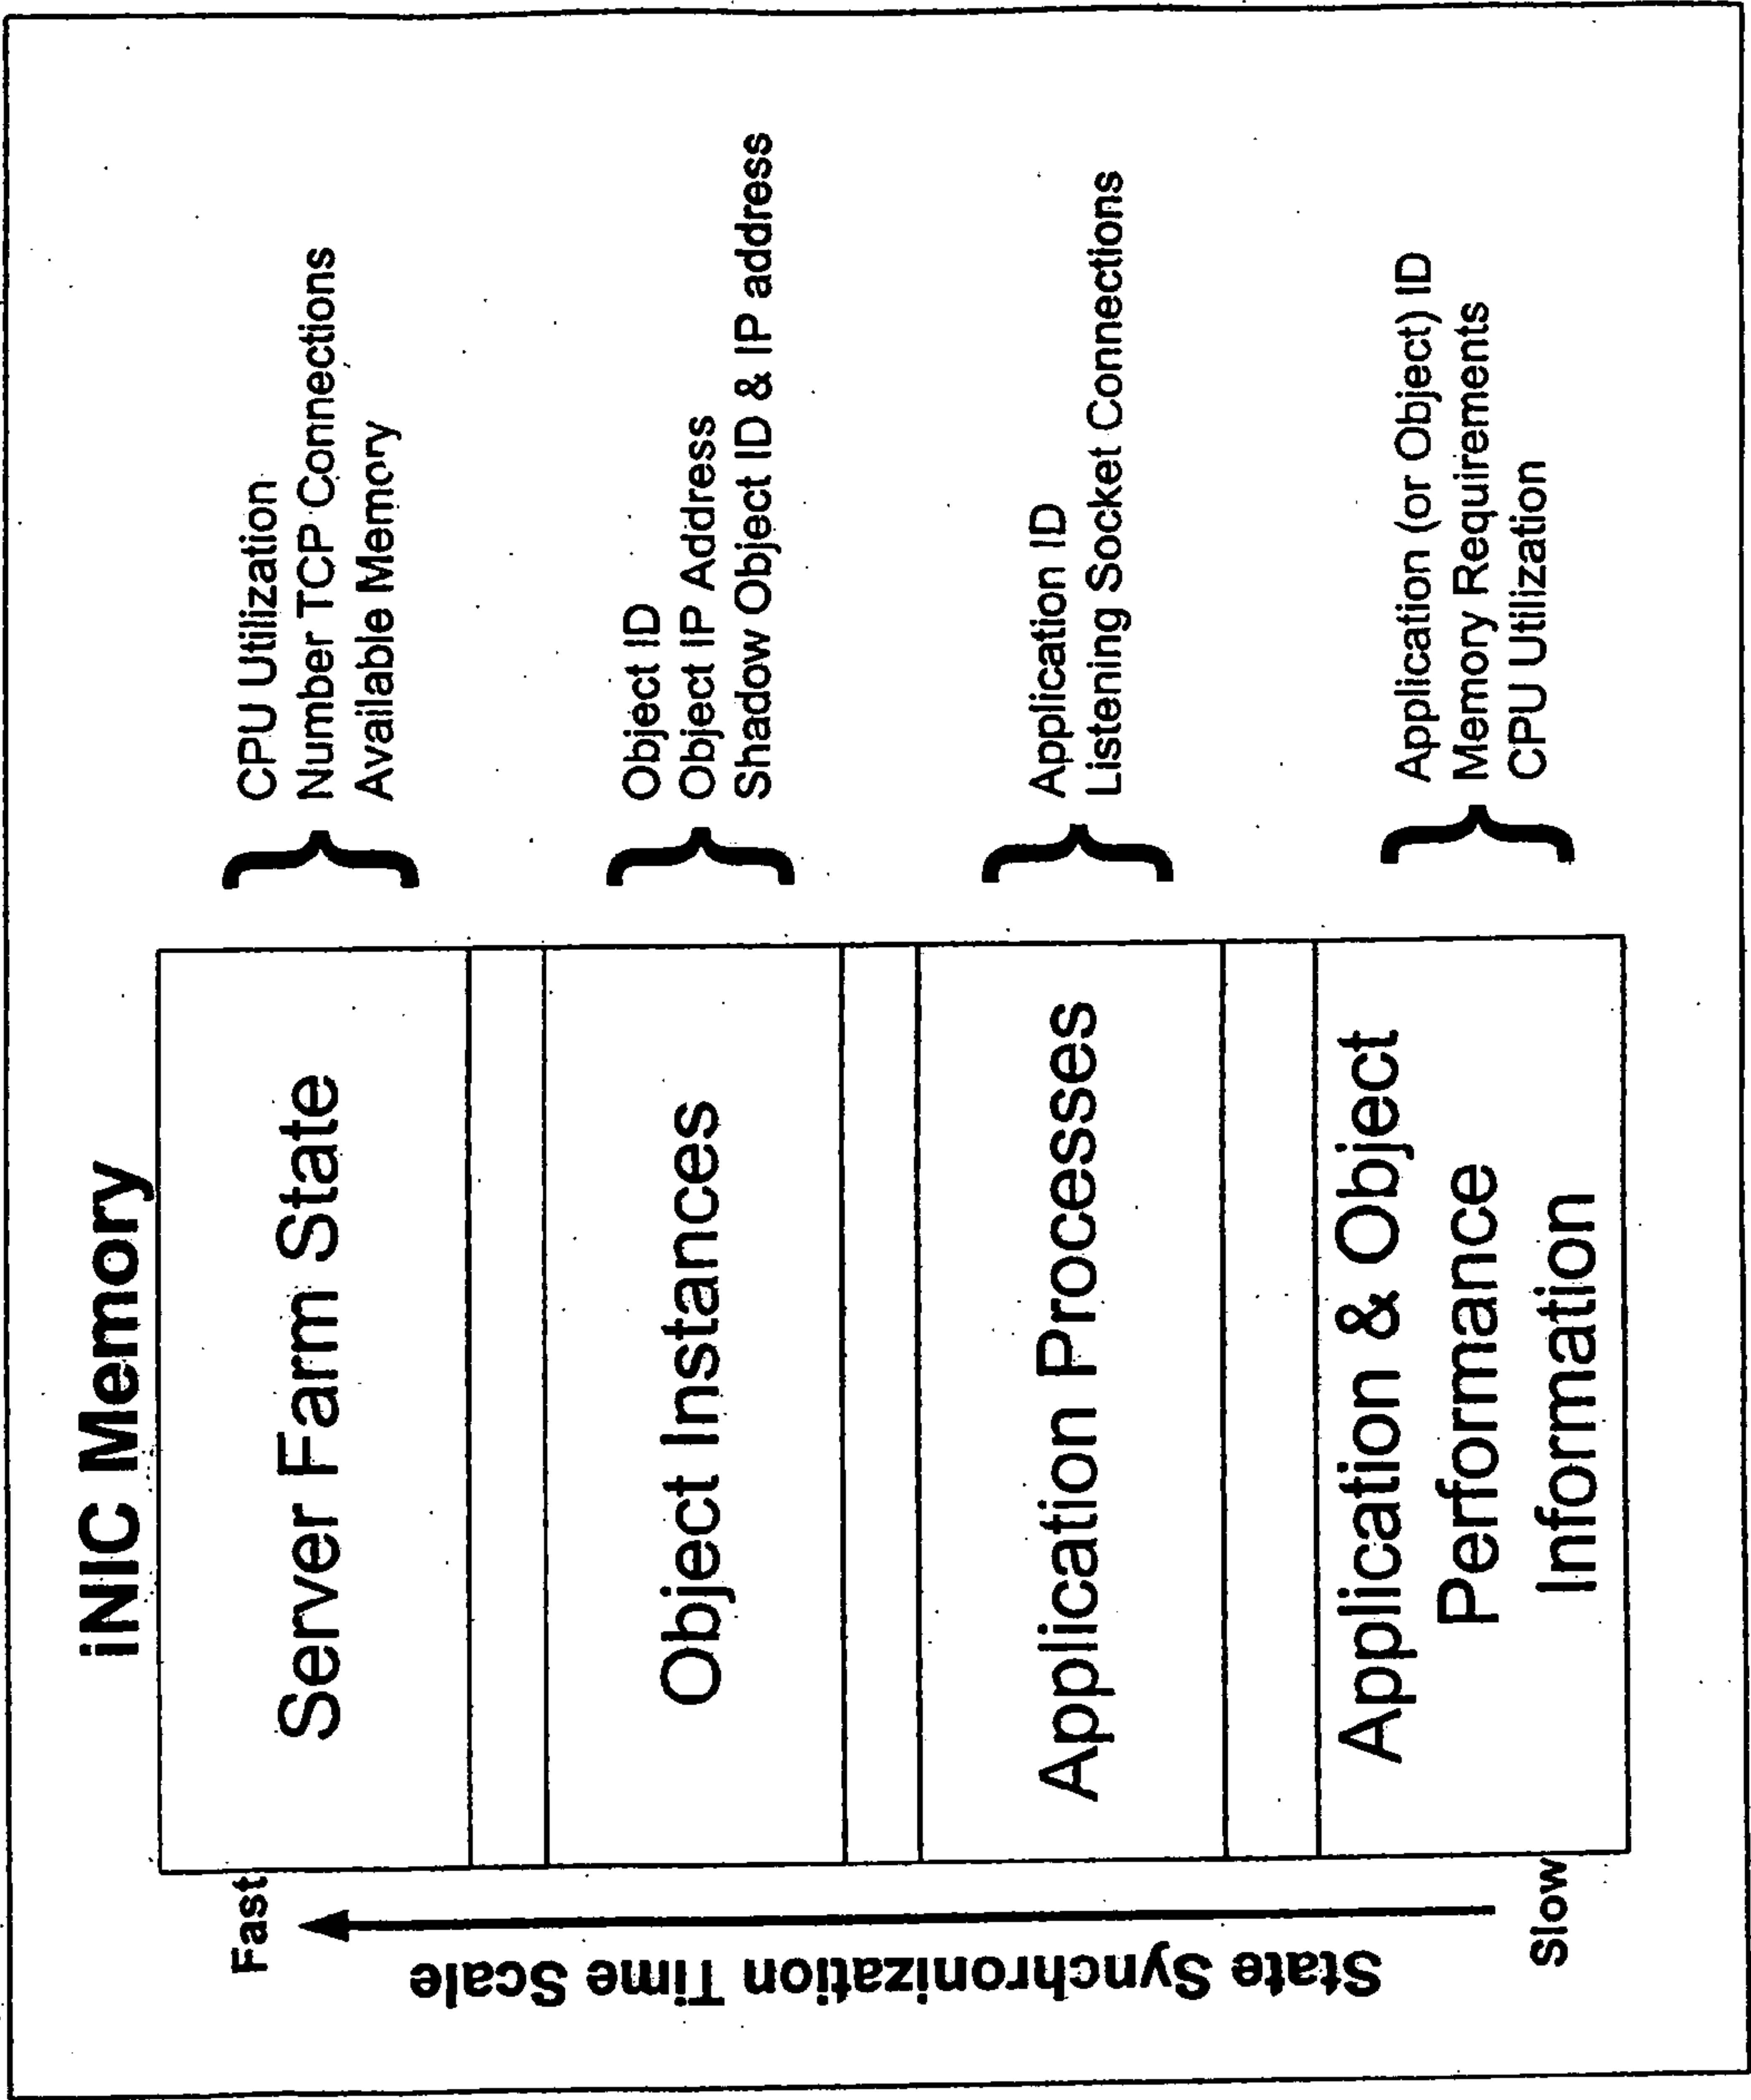 iNIC Memory
Fast
State Synchronization Time Scale
Slow
Server Farm State
CPU Utilization
Number TCP Connections
Available Memory
Object Instances
Object ID
Object IP Address
Shadow Object ID & IP address
Application Processes
Application ID
Listening Socket Connections
Application & Object
Performance
Information
Application (or Object) ID
Memory Requirements
CPU Utilization